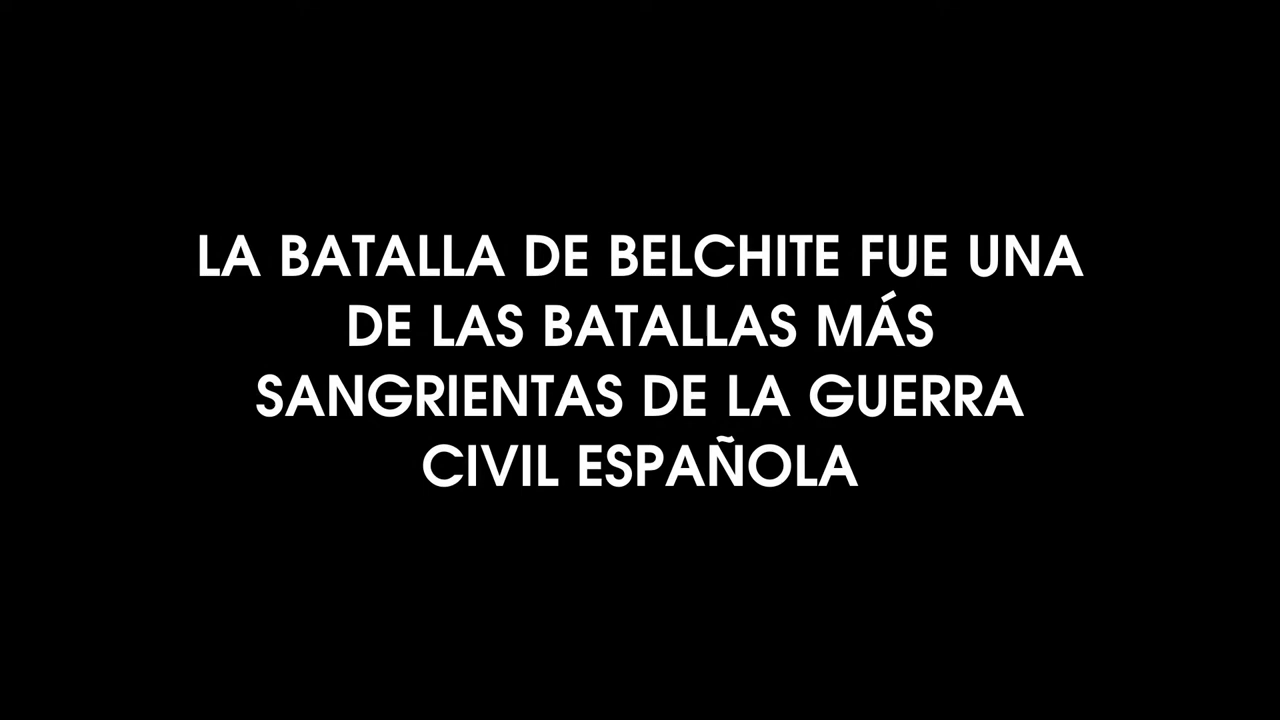 LA BATALLA DE BELCHITE FUE UNA
DE LAS BATALLAS MÁS
SANGRIENTAS DE LA GUERRA
CIVIL ESPAÑOLA